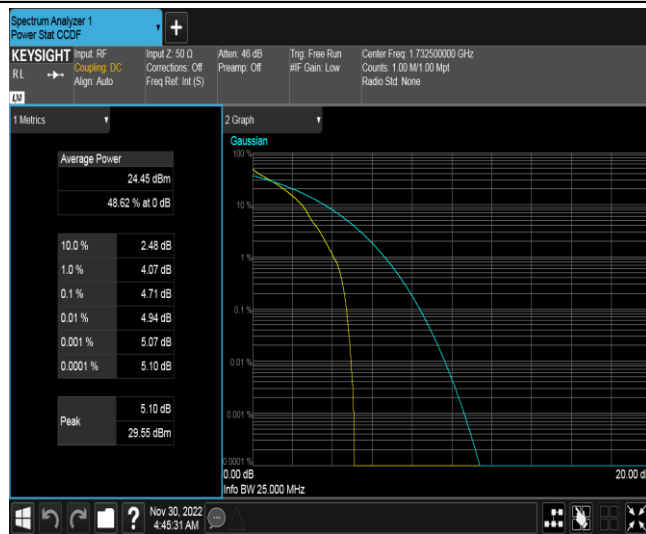 Spectrum Analyzer 1
Power Stat CCDF
+
KEYSIGHT
RL
Input: RF
Coupling: DC
Align: Auto
Input Z: 50 Ω
Corrections: Off
Freq Ref: Int (S)
Atten: 46 dB
Preamp: Off
Trig: Free Run
#IF Gain: Low
Center Freq: 1.732500000 GHz
Counts: 1.00 M/1.00 Mpt
Radio Std: None
1 Metrics
Average Power
24.45 dBm
48.62 % at 0 dB
10.0 % 2.48 dB
1.0 % 4.07 dB
0.1 % 4.71 dB
0.01 % 4.94 dB
0.001 % 5.07 dB
0.0001 % 5.10 dB
Peak
5.10 dB
29.55 dBm
2 Graph
Gaussian
100 %
10 %
1 %
0.1 %
0.01 %
0.001 %
0.0001 %
0.00 dB
20.00 d
Info BW 25.000 MHz
?
Nov 30, 2022
4:45:31 AM